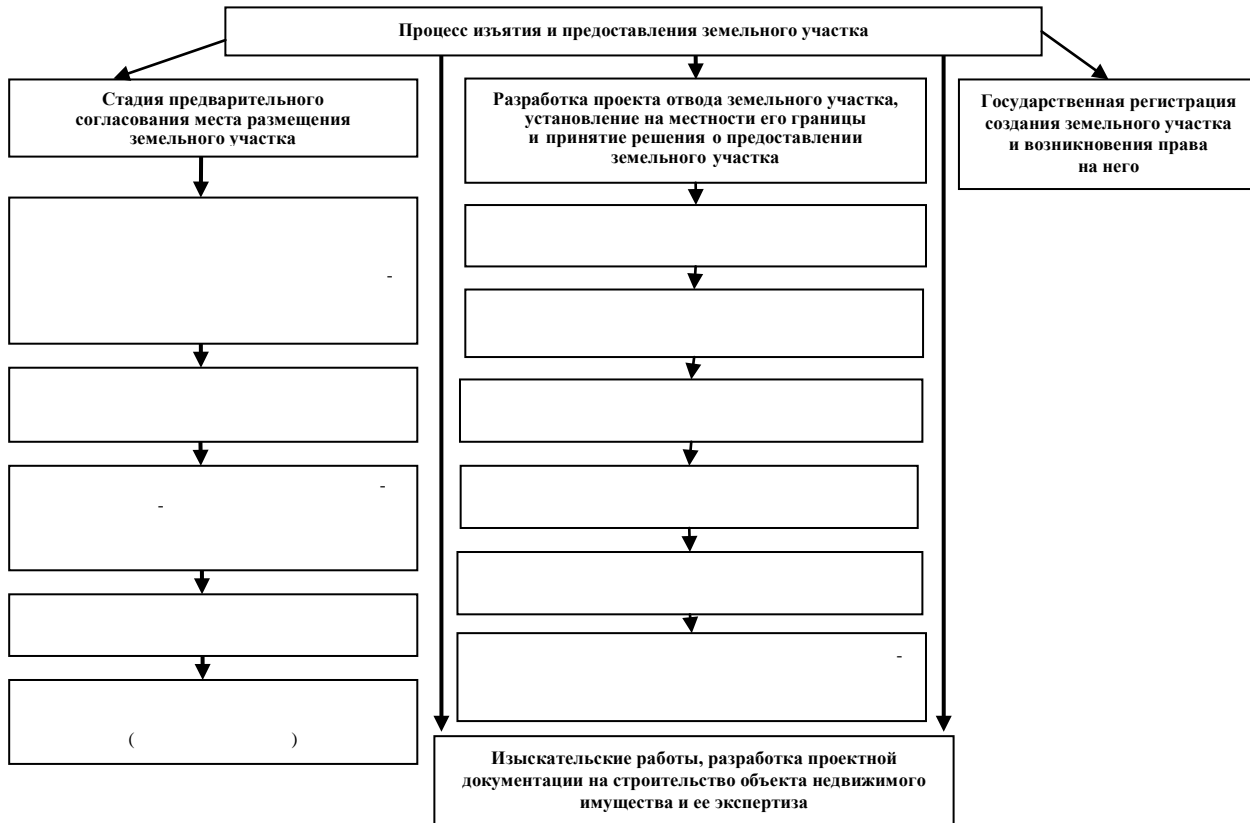 Процесс изъятия и предоставления земельного участка
Стадия предварительного
согласования места размещения
земельного участка
Разработка проекта отвода земельного участка,
установление на местности его границы
и принятие решения о предоставлении
земельного участка
Государственная регистрация
создания земельного участка
и возникновения права
на него
-
-
-
( )
-
Изыскательские работы, разработка проектной
документации на строительство объекта недвижимого
имущества и ее экспертиза